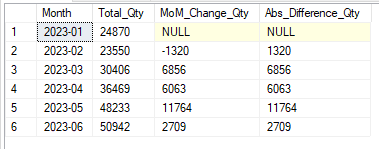 Month Total_Qty MoM_Change_Qty Abs_Difference_Qty
1 2023-01 24870 NULL NULL
2 2023-02 23550 -1320 1320
3 2023-03 30406 6856 6856
4 2023-04 36469 6063 6063
5 2023-05 48233 11764 11764
6 2023-06 50942 2709 2709